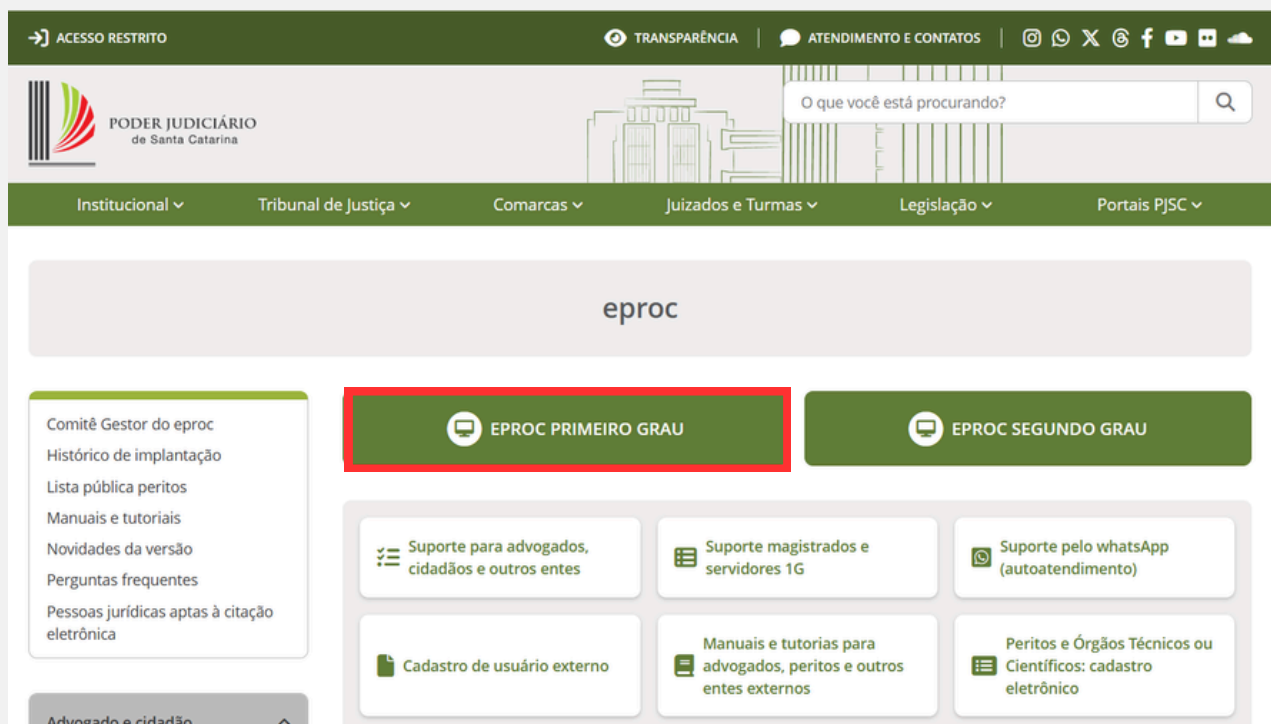 ACESSO RESTRITO
TRANSPARÊNCIA
ATENDIMENTO E CONTATOS
PODER JUDICIÁRIO
de Santa Catarina
O que você está procurando?
Institucional
Tribunal de Justiça
Comarcas
Juizados e Turmas
Legislação
Portais PJSC
eproc
Comitê Gestor do eproc
Histórico de implantação
Lista pública peritos
Manuais e tutoriais
Novidades da versão
Perguntas frequentes
Pessoas jurídicas aptas à citação
eletrônica
Advogado e cidadão
EPROC PRIMEIRO GRAU
EPROC SEGUNDO GRAU
Suporte para advogados,
cidadãos e outros entes
Suporte magistrados e
servidores 1G
Suporte pelo whatsApp
(autoatendimento)
Cadastro de usuário externo
Manuais e tutorias para
advogados, peritos e outros
entes externos
Peritos e Órgãos Técnicos ou
Científicos: cadastro
eletrônico